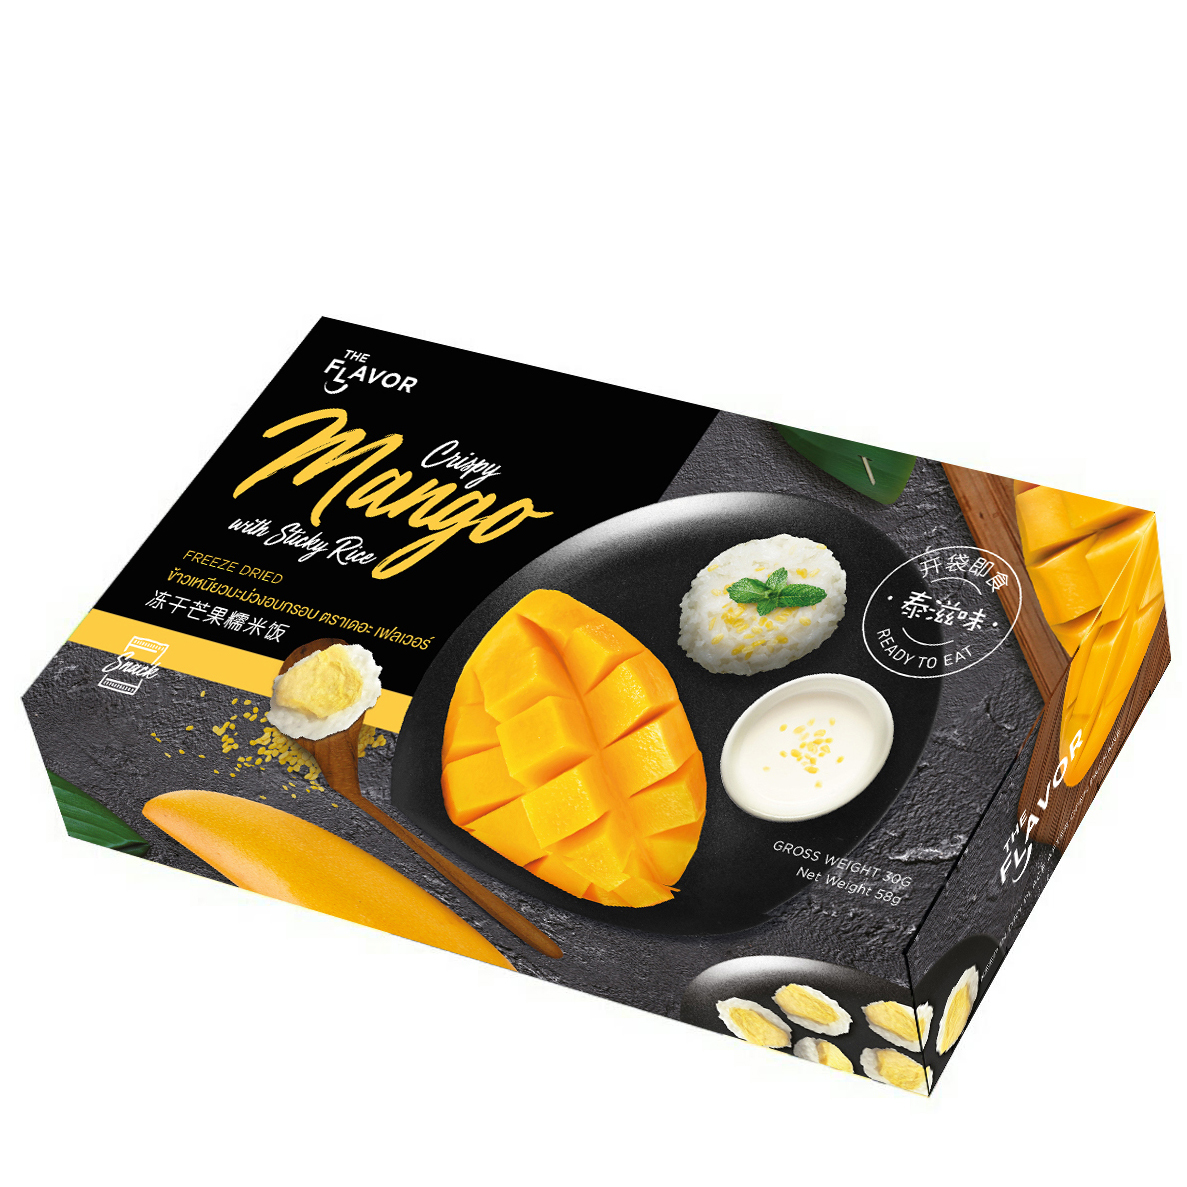 THE
FLAVOR
Crispy
Mango
with Sticky Rice
FREEZE DRIED
ข้าวเหนียวมะม่วงอบกรอบ ตราเดอะ เฟลเวอร์
冻干芒果糯米饭
Snack
开袋即食
泰滋味
READY TO EAT
GROSS WEIGHT 30G
Net Weight 58g
THE
FLAVOR